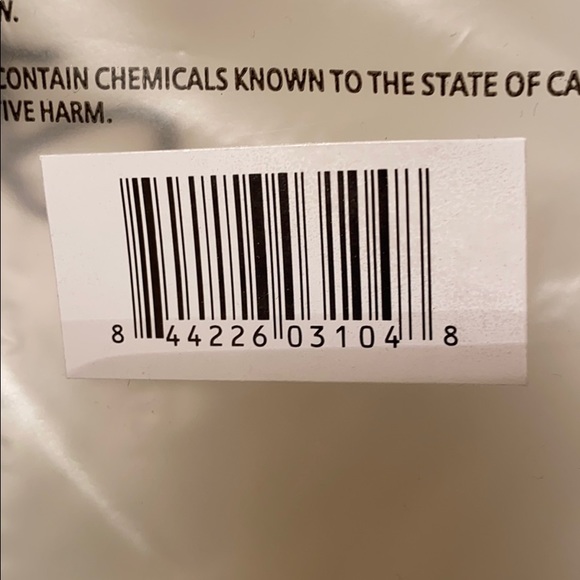 W.
CONTAIN CHEMICALS KNOWN TO THE STATE OF CA
IVE HARM.
8 44226 03104 8